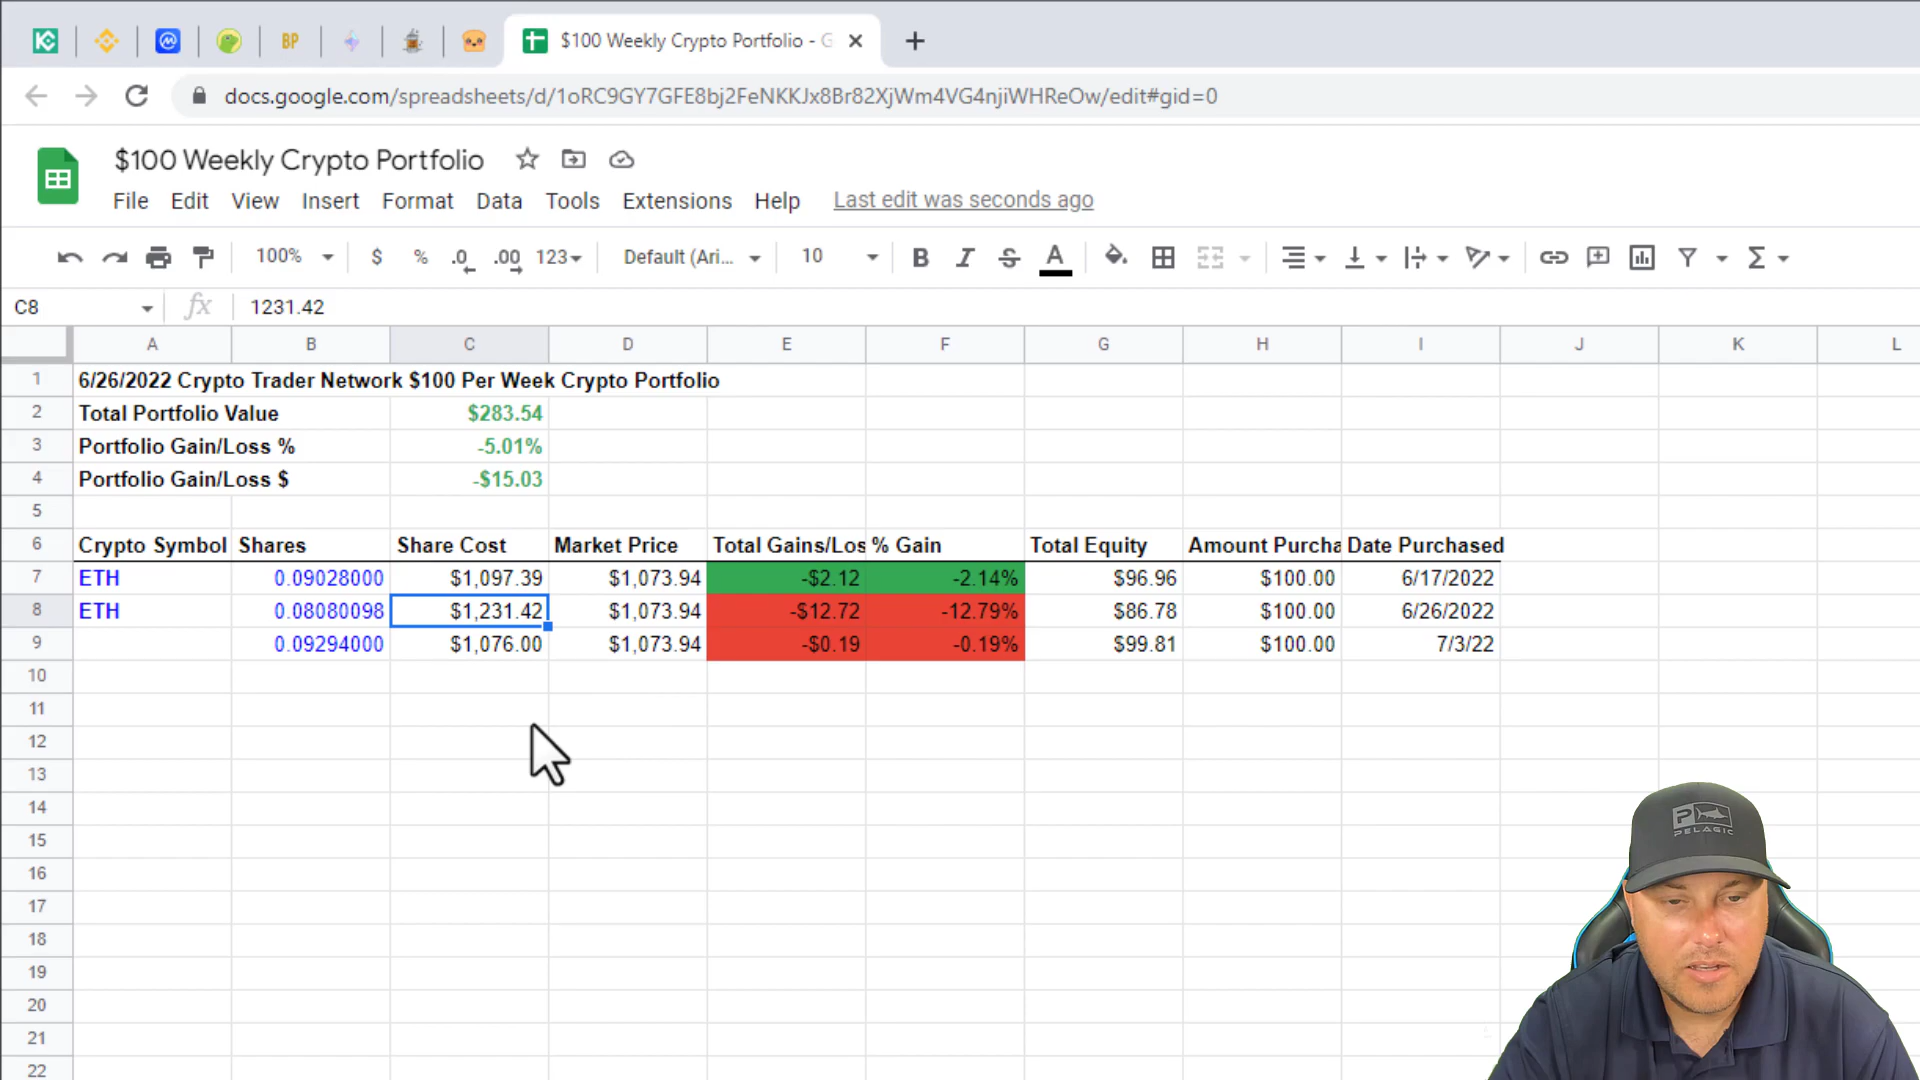 BP
$100 Weekly Crypto Portfolio - G
docs.google.com/spreadsheets/d/1oRC9GY7GFE8bj2FeNKKJx8Br82XjWm4VG4njiWHReOw/edit#gid=0
$100 Weekly Crypto Portfolio
File Edit View Insert Format Data Tools Extensions Help Last edit was seconds ago
100% $ % .0 .00 123 Default (Ari... 10 B I S A
C8 fx 1231.42
A B C D E F G H I J K L
1 6/26/2022 Crypto Trader Network $100 Per Week Crypto Portfolio
2 Total Portfolio Value $283.54
3 Portfolio Gain/Loss % -5.01%
4 Portfolio Gain/Loss $ -$15.03
5
6 Crypto Symbol Shares Share Cost Market Price Total Gains/Los % Gain Total Equity Amount Purcha Date Purchased
7 ETH 0.09028000 $1,097.39 $1,073.94 -$2.12 -2.14% $96.96 $100.00 6/17/2022
8 ETH 0.08080098 $1,231.42 $1,073.94 -$12.72 -12.79% $86.78 $100.00 6/26/2022
9 0.09294000 $1,076.00 $1,073.94 -$0.19 -0.19% $99.81 $100.00 7/3/22
10
11
12
13
14
15
16
17
18
19
20
21
22
PELAGIC